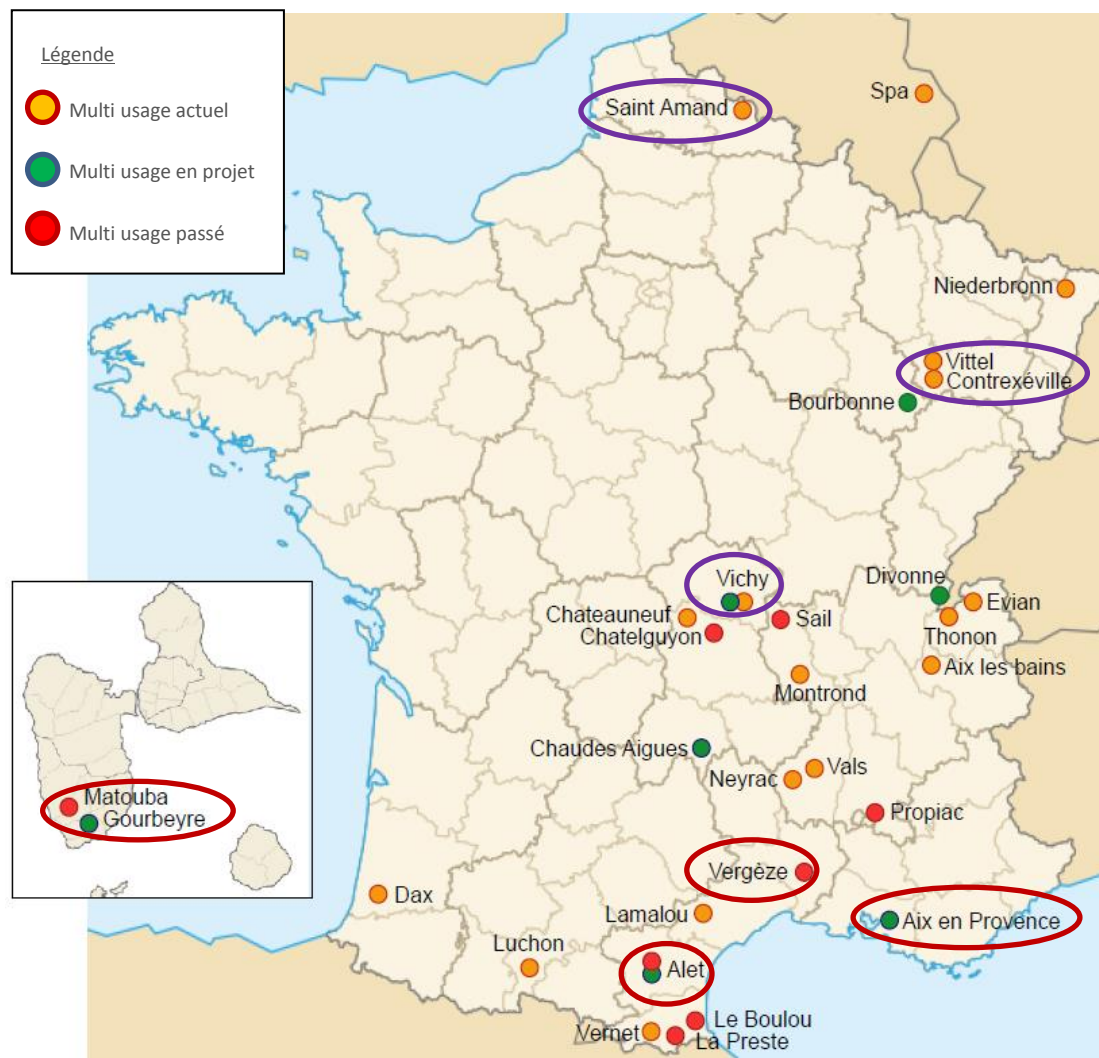 Légende
Multi usage actuel
Multi usage en projet
Multi usage passé
Saint Amand
Spa
Niederbronn
Vittel
Contrexéville
Bourbonne
Vichy
Divonne
Evian
Chateauneuf
Sail
Thonon
Chatelguyon
Aix les bains
Montrond
Chaudes Aigues
Vals
Neyrac
Matouba
Gourbeyre
Propiac
Vergèze
Dax
Lamalou
Aix en Provence
Luchon
Alet
Le Boulou
Vernet
La Preste